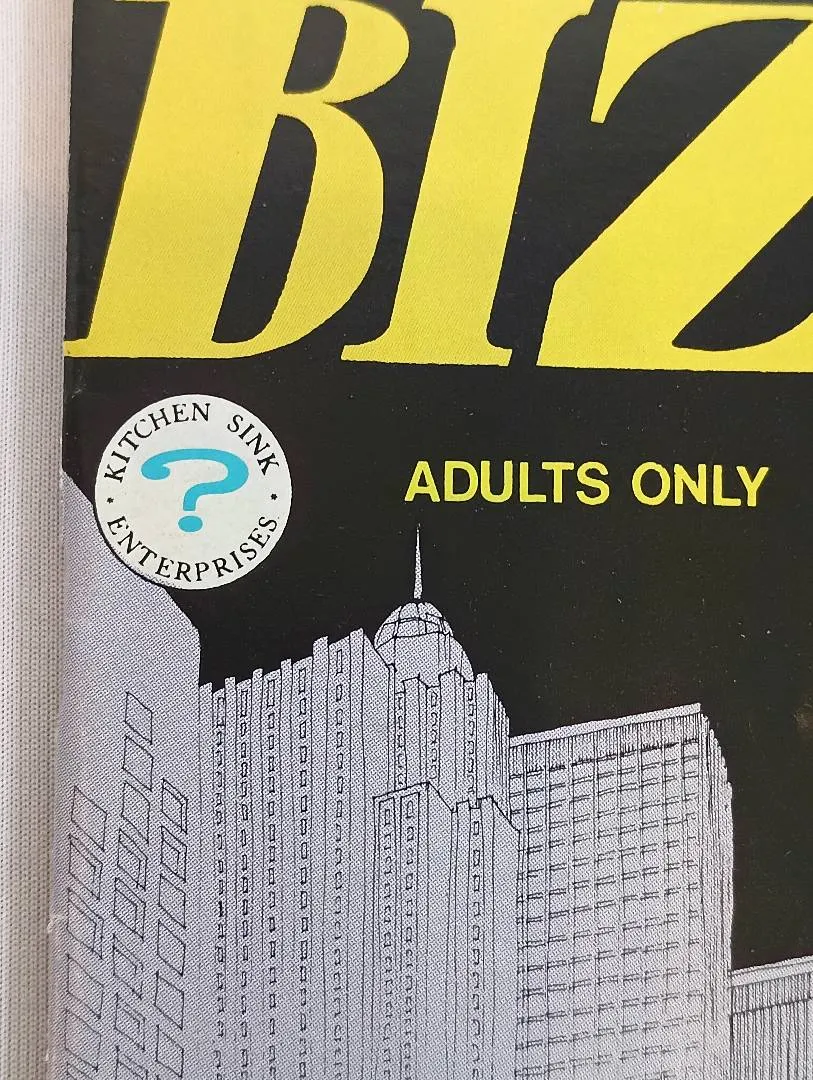 BIZ
KITCHEN SINK
?
ENTERPRISES
ADULTS ONLY